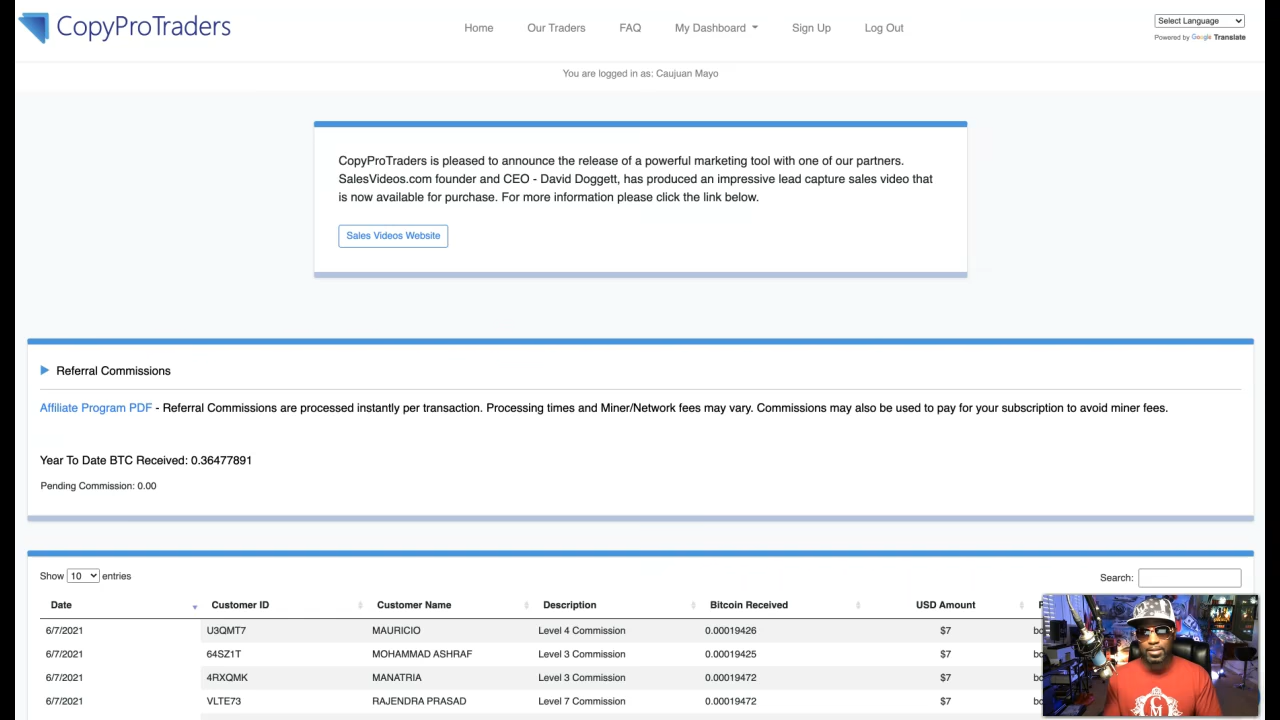 CopyProTraders
Home Our Traders FAQ My Dashboard Sign Up Log Out
Select Language
Powered by Google Translate
You are logged in as: Caujuan Mayo
CopyProTraders is pleased to announce the release of a powerful marketing tool with one of our partners.
SalesVideos.com founder and CEO - David Doggett, has produced an impressive lead capture sales video that
is now available for purchase. For more information please click the link below.
Sales Videos Website
Referral Commissions
Affiliate Program PDF - Referral Commissions are processed instantly per transaction. Processing times and Miner/Network fees may vary. Commissions may also be used to pay for your subscription to avoid miner fees.
Year To Date BTC Received: 0.36477891
Pending Commission: 0.00
Show 10 entries
Search:
Date Customer ID Customer Name Description Bitcoin Received USD Amount
6/7/2021 U3QMT7 MAURICIO Level 4 Commission 0.00019426 $7
6/7/2021 64SZ1T MOHAMMAD ASHRAF Level 3 Commission 0.00019425 $7
6/7/2021 4RXQMK MANATRIA Level 3 Commission 0.00019472 $7
6/7/2021 VLTE73 RAJENDRA PRASAD Level 7 Commission 0.00019472 $7